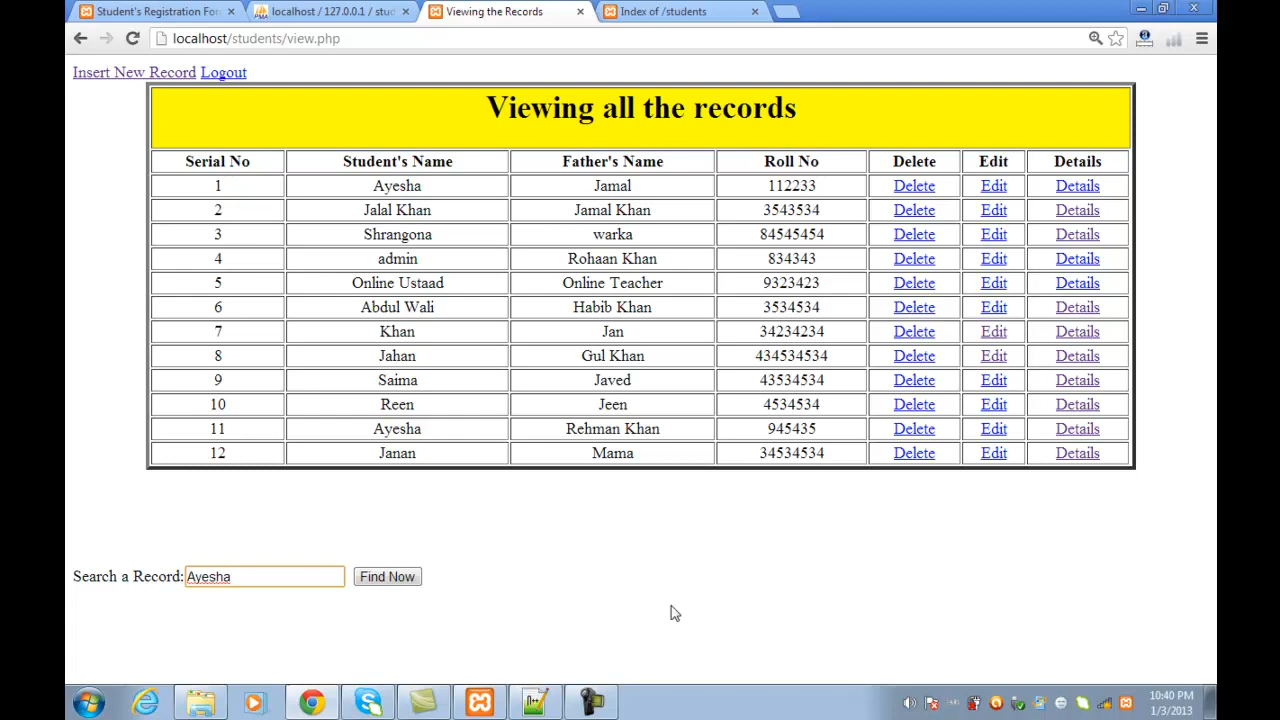 Student's Registration For
localhost / 127.0.0.1 / stud
Viewing the Records
Index of /students
localhost/students/view.php
Insert New Record Logout
Viewing all the records
Serial No Student's Name Father's Name Roll No Delete Edit Details
1 Ayesha Jamal 112233 Delete Edit Details
2 Jalal Khan Jamal Khan 3543534 Delete Edit Details
3 Shrangona warka 84545454 Delete Edit Details
4 admin Rohaan Khan 834343 Delete Edit Details
5 Online Ustaad Online Teacher 9323423 Delete Edit Details
6 Abdul Wali Habib Khan 3534534 Delete Edit Details
7 Khan Jan 34234234 Delete Edit Details
8 Jahan Gul Khan 434534534 Delete Edit Details
9 Saima Javed 43534534 Delete Edit Details
10 Reen Jeen 4534534 Delete Edit Details
11 Ayesha Rehman Khan 945435 Delete Edit Details
12 Janan Mama 34534534 Delete Edit Details
Search a Record: Ayesha Find Now
10:40 PM
1/3/2013